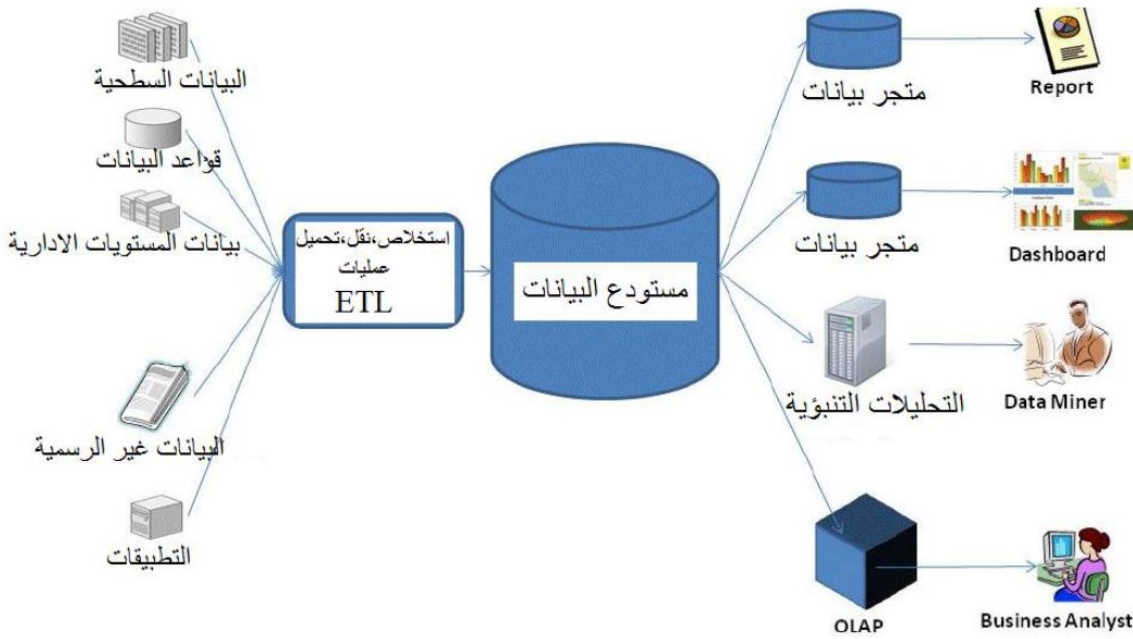 البيانات السطحية
قواعد البيانات
بيانات المستويات الادارية
البيانات غير الرسمية
التطبيقات
استخلاص،نقل،تحميل
عمليات
ETL
مستودع البيانات
متجر بيانات
Report
متجر بيانات
Dashboard
التحليلات التنبؤية
Data Miner
OLAP
Business Analyst